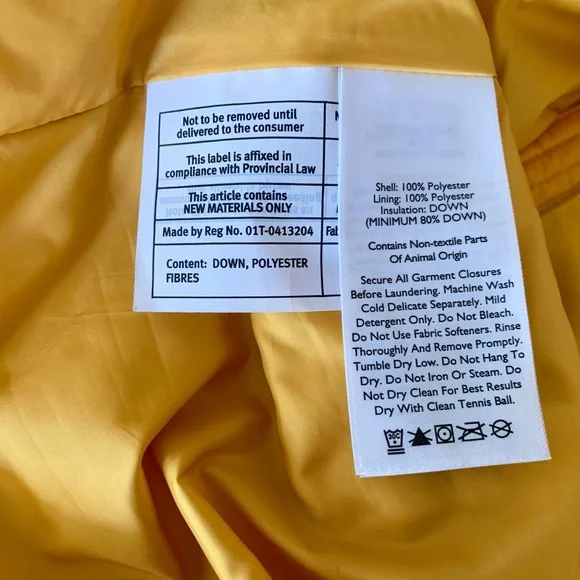 Not to be removed until
delivered to the consumer
This label is affixed in
compliance with Provincial Law
This article contains
NEW MATERIALS ONLY
Made by Reg No. 01T-0413204
Content: DOWN, POLYESTER
FIBRES
N
Fab
Shell: 100% Polyester
Lining: 100% Polyester
Insulation: DOWN
(MINIMUM 80% DOWN)
Contains Non-textile Parts
Of Animal Origin
Secure All Garment Closures
Before Laundering. Machine Wash
Cold Delicate Separately. Mild
Detergent Only. Do Not Bleach.
Do Not Use Fabric Softeners. Rinse
Thoroughly And Remove Promptly.
Tumble Dry Low. Do Not Hang To
Dry. Do Not Iron Or Steam. Do
Not Dry Clean For Best Results
Dry With Clean Tennis Ball.
30C